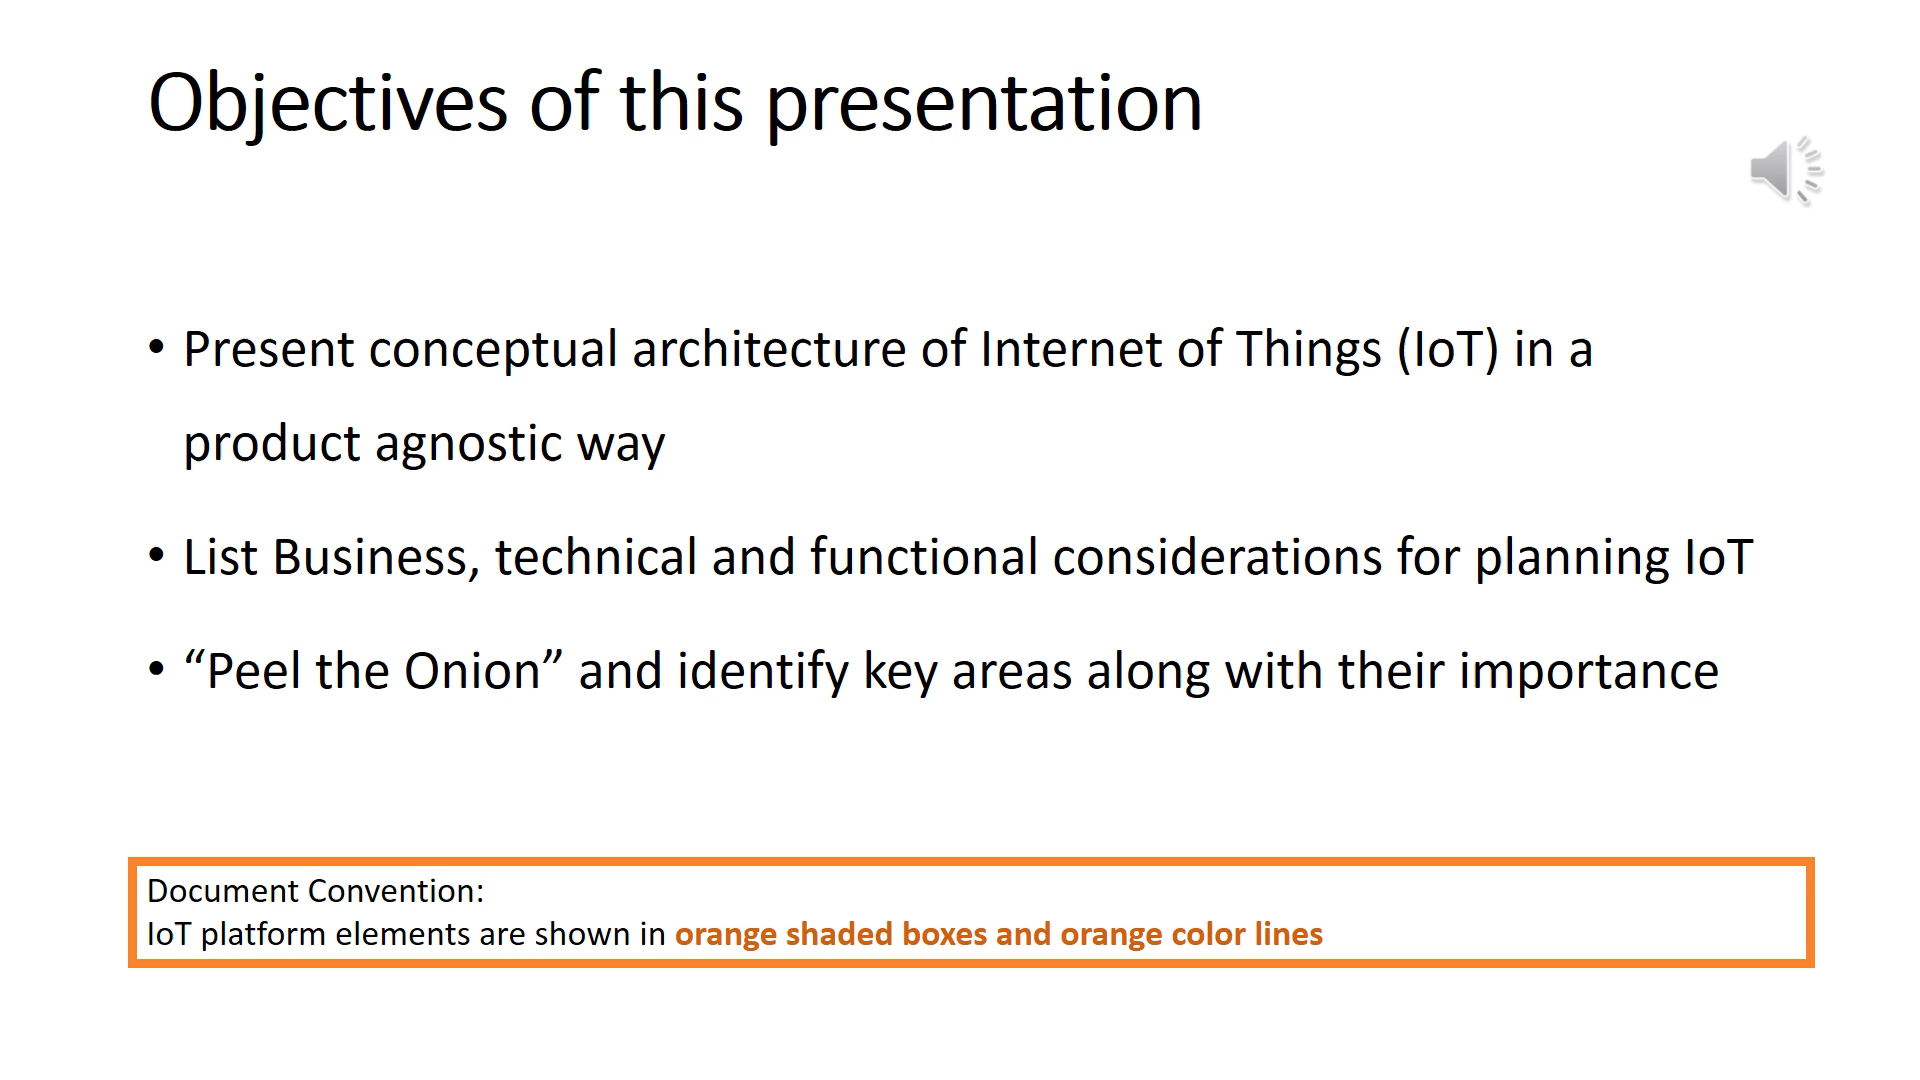 Objectives of this presentation
• Present conceptual architecture of Internet of Things (IoT) in a
product agnostic way
• List Business, technical and functional considerations for planning IoT
• “Peel the Onion” and identify key areas along with their importance
Document Convention:
IoT platform elements are shown in orange shaded boxes and orange color lines